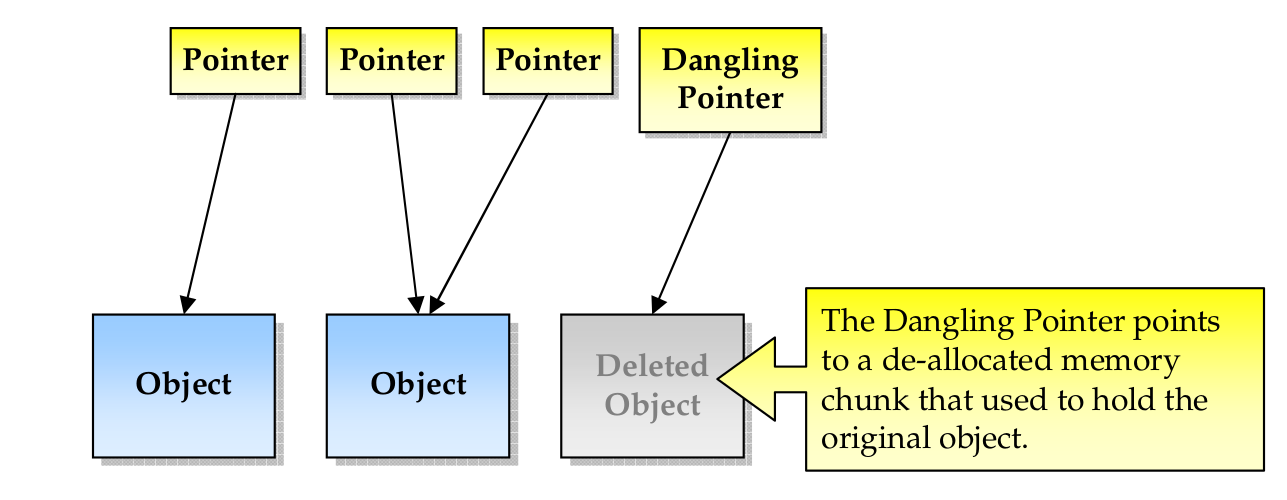 Pointer
Pointer
Pointer
Dangling
Pointer
Object
Object
Deleted
Object
The Dangling Pointer points
to a de-allocated memory
chunk that used to hold the
original object.